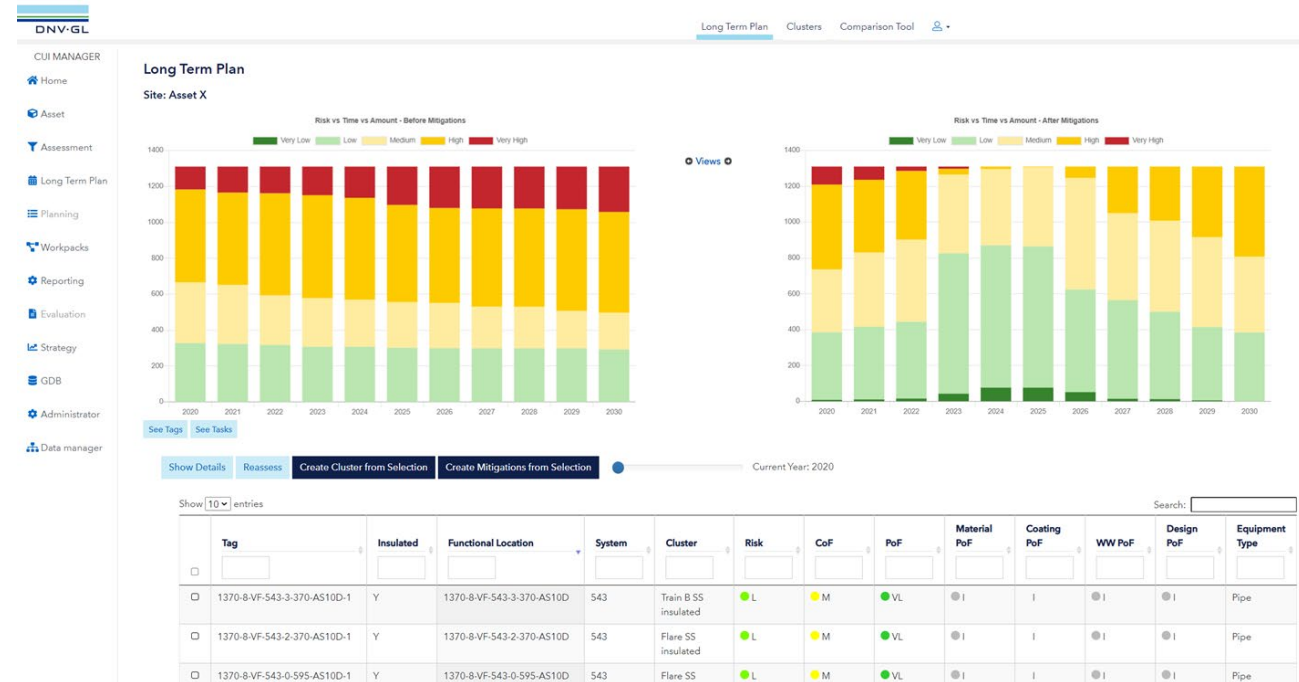 DNV·GL
Long Term Plan Clusters Comparison Tool
CUI MANAGER
Home
Asset
Assessment
Long Term Plan
Planning
Workpacks
Reporting
Evaluation
Strategy
GDB
Administrator
Data manager
Long Term Plan
Site: Asset X
Risk vs Time vs Amount - Before Mitigations
Very Low Low Medium High Very High
1400
1200
1000
800
600
400
200
0
2020 2021 2022 2023 2024 2025 2026 2027 2028 2029 2030
Views
Risk vs Time vs Amount - After Mitigations
Very Low Low Medium High Very High
1400
1200
1000
800
600
400
200
0
2020 2021 2022 2023 2024 2025 2026 2027 2028 2029 2030
See Tags See Tasks
Show Details Reassess Create Cluster from Selection Create Mitigations from Selection Current Year: 2020
Show 10 entries
Search:
Tag Insulated Functional Location System Cluster Risk CoF PoF Material PoF Coating PoF WW PoF Design PoF Equipment Type
1370-8-VF-543-3-370-AS10D-1 Y 1370-8-VF-543-3-370-AS10D 543 Train B SS insulated L M VL I I I I Pipe
1370-8-VF-543-2-370-AS10D-1 Y 1370-8-VF-543-2-370-AS10D 543 Flare SS insulated L M VL I I I I Pipe
1370-8-VF-543-0-595-AS10D-1 Y 1370-8-VF-543-0-595-AS10D 543 Flare SS L M VL I I I I Pipe